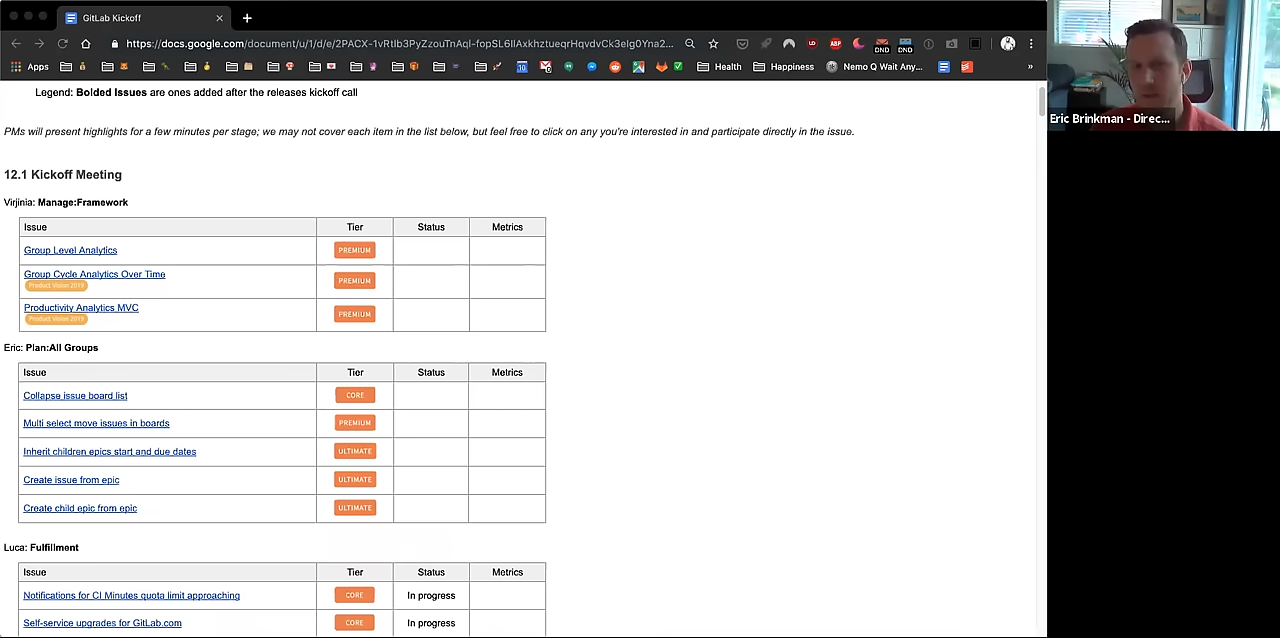 GitLab Kickoff
https://docs.google.com/document/u/1/d/e/2PACX-1vR
Apps
Health
Happiness
Nemo Q Wait Any...
ABP
DND
DND
Legend: Bolded Issues are ones added after the releases kickoff call
PMs will present highlights for a few minutes per stage; we may not cover each item in the list below, but feel free to click on any you're interested in and participate directly in the issue.
12.1 Kickoff Meeting
Virjinia: Manage:Framework
Issue Tier Status Metrics
Group Level Analytics PREMIUM
Group Cycle Analytics Over Time PREMIUM
Product Vision 2019
Productivity Analytics MVC PREMIUM
Product Vision 2019
Eric: Plan:All Groups
Issue Tier Status Metrics
Collapse issue board list CORE
Multi select move issues in boards PREMIUM
Inherit children epics start and due dates ULTIMATE
Create issue from epic ULTIMATE
Create child epic from epic ULTIMATE
Luca: Fulfillment
Issue Tier Status Metrics
Notifications for CI Minutes quota limit approaching CORE In progress
Self-service upgrades for GitLab.com CORE In progress
Eric Brinkman - Direc...